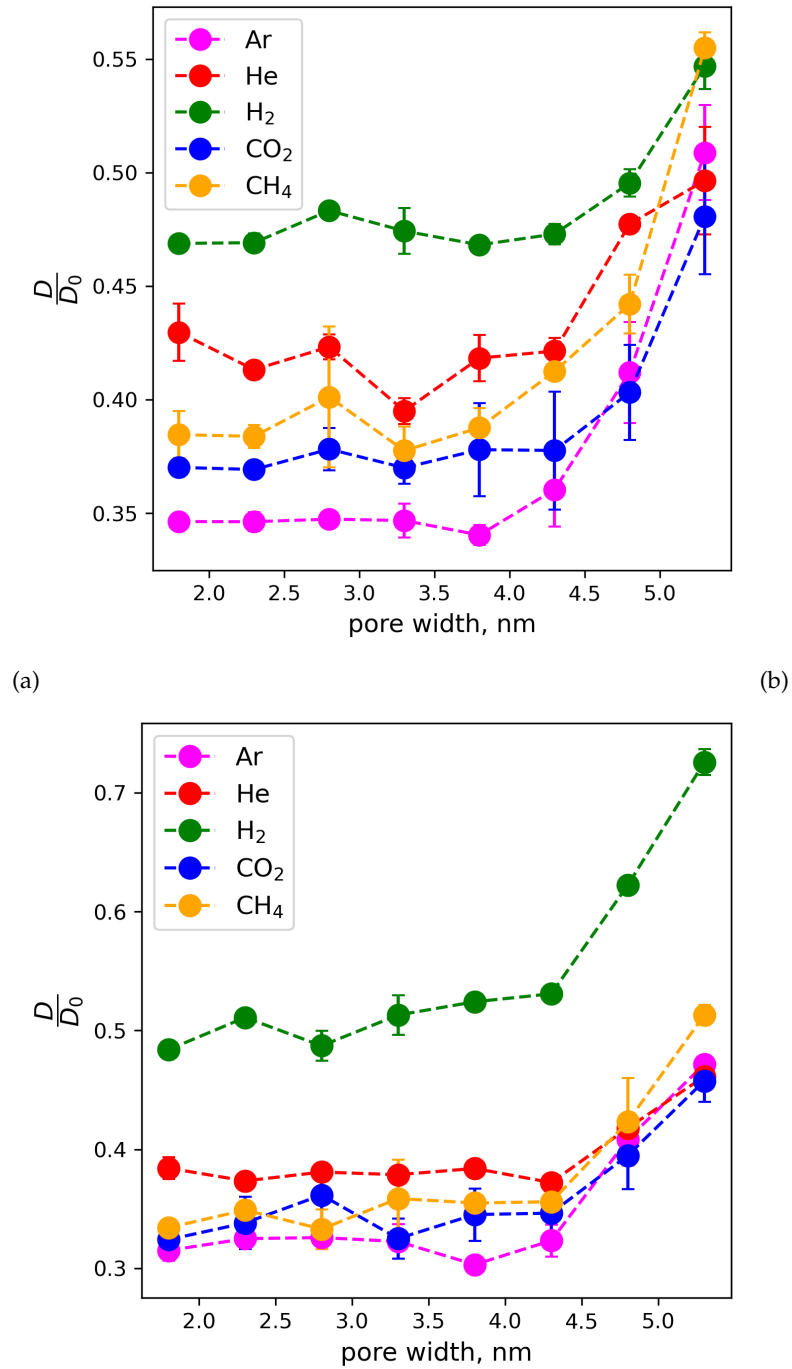 Ar
He
H₂
CO₂
CH₄
0.55
0.50
0.45
0.40
0.35
D
D₀
2.0 2.5 3.0 3.5 4.0 4.5 5.0
pore width, nm
(a) (b)
Ar
He
H₂
CO₂
CH₄
0.7
0.6
0.5
0.4
0.3
D
D₀
2.0 2.5 3.0 3.5 4.0 4.5 5.0
pore width, nm